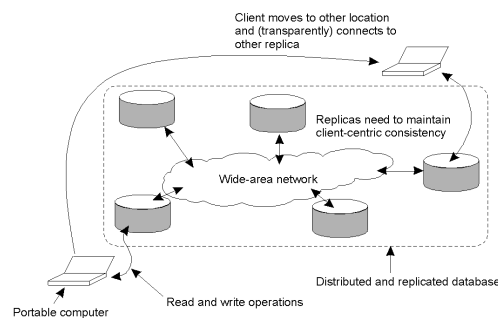 Client moves to other location
and (transparently) connects to
other replica
Replicas need to maintain
client-centric consistency
Wide-area network
Distributed and replicated database
Read and write operations
Portable computer